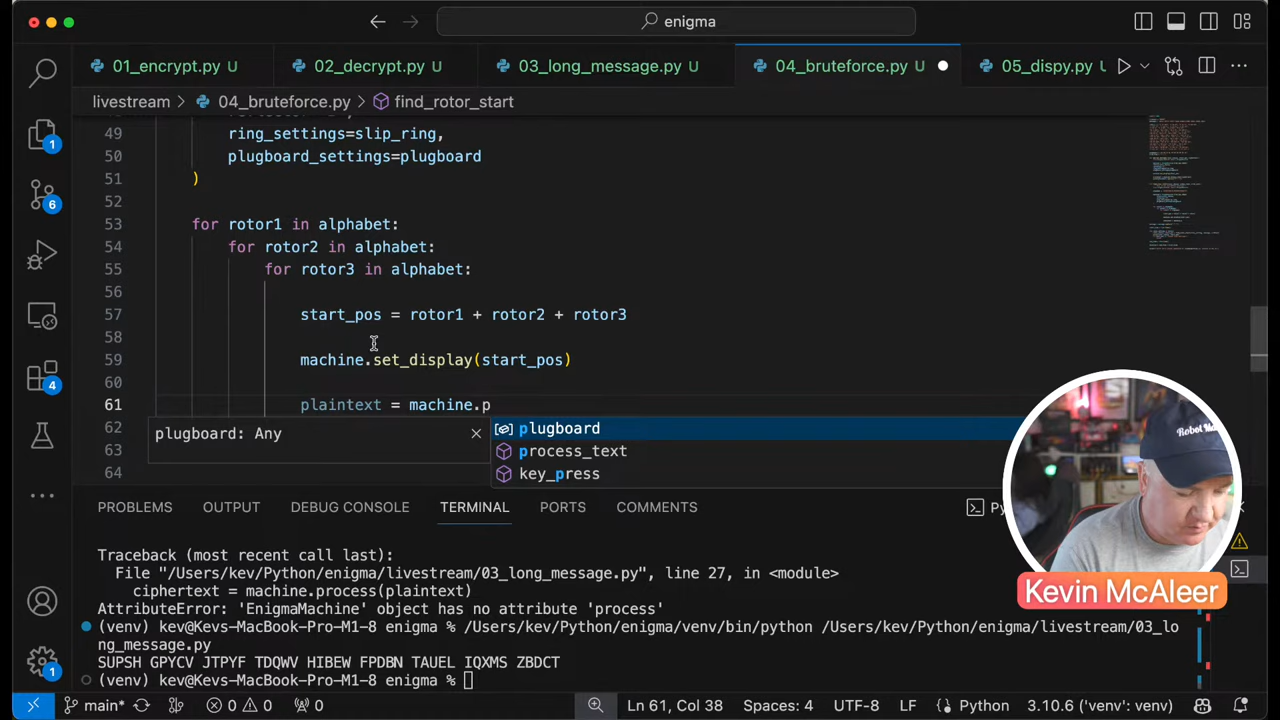 enigma
01_encrypt.py U
02_decrypt.py U
03_long_message.py U
04_bruteforce.py U
05_dispy.py
livestream > 04_bruteforce.py > find_rotor_start
49 ring_settings=slip_ring,
50 plugboard_settings=plugboard
51 )
52
53 for rotor1 in alphabet:
54 for rotor2 in alphabet:
55 for rotor3 in alphabet:
56
57 start_pos = rotor1 + rotor2 + rotor3
58
59 machine.set_display(start_pos)
60
61 plaintext = machine.p
62 plugboard: Any
plugboard
63 process_text
64 key_press
1
6
4
1
PROBLEMS OUTPUT DEBUG CONSOLE TERMINAL PORTS COMMENTS
Traceback (most recent call last):
File "/Users/kev/Python/enigma/livestream/03_long_message.py", line 27, in <module>
ciphertext = machine.process(plaintext)
AttributeError: 'EnigmaMachine' object has no attribute 'process'
(venv) kev@Kevs-MacBook-Pro-M1-8 enigma % /Users/kev/Python/enigma/venv/bin/python /Users/kev/Python/enigma/livestream/03_lo
ng_message.py
SUPSH GPYCV JTPYF TDQWV HIBEW FPDBN TAUEL IQXMS ZBDCT
(venv) kev@Kevs-MacBook-Pro-M1-8 enigma %
Kevin McAleer
main* 0 0 0 Ln 61, Col 38 Spaces: 4 UTF-8 LF Python 3.10.6 ('venv': venv)